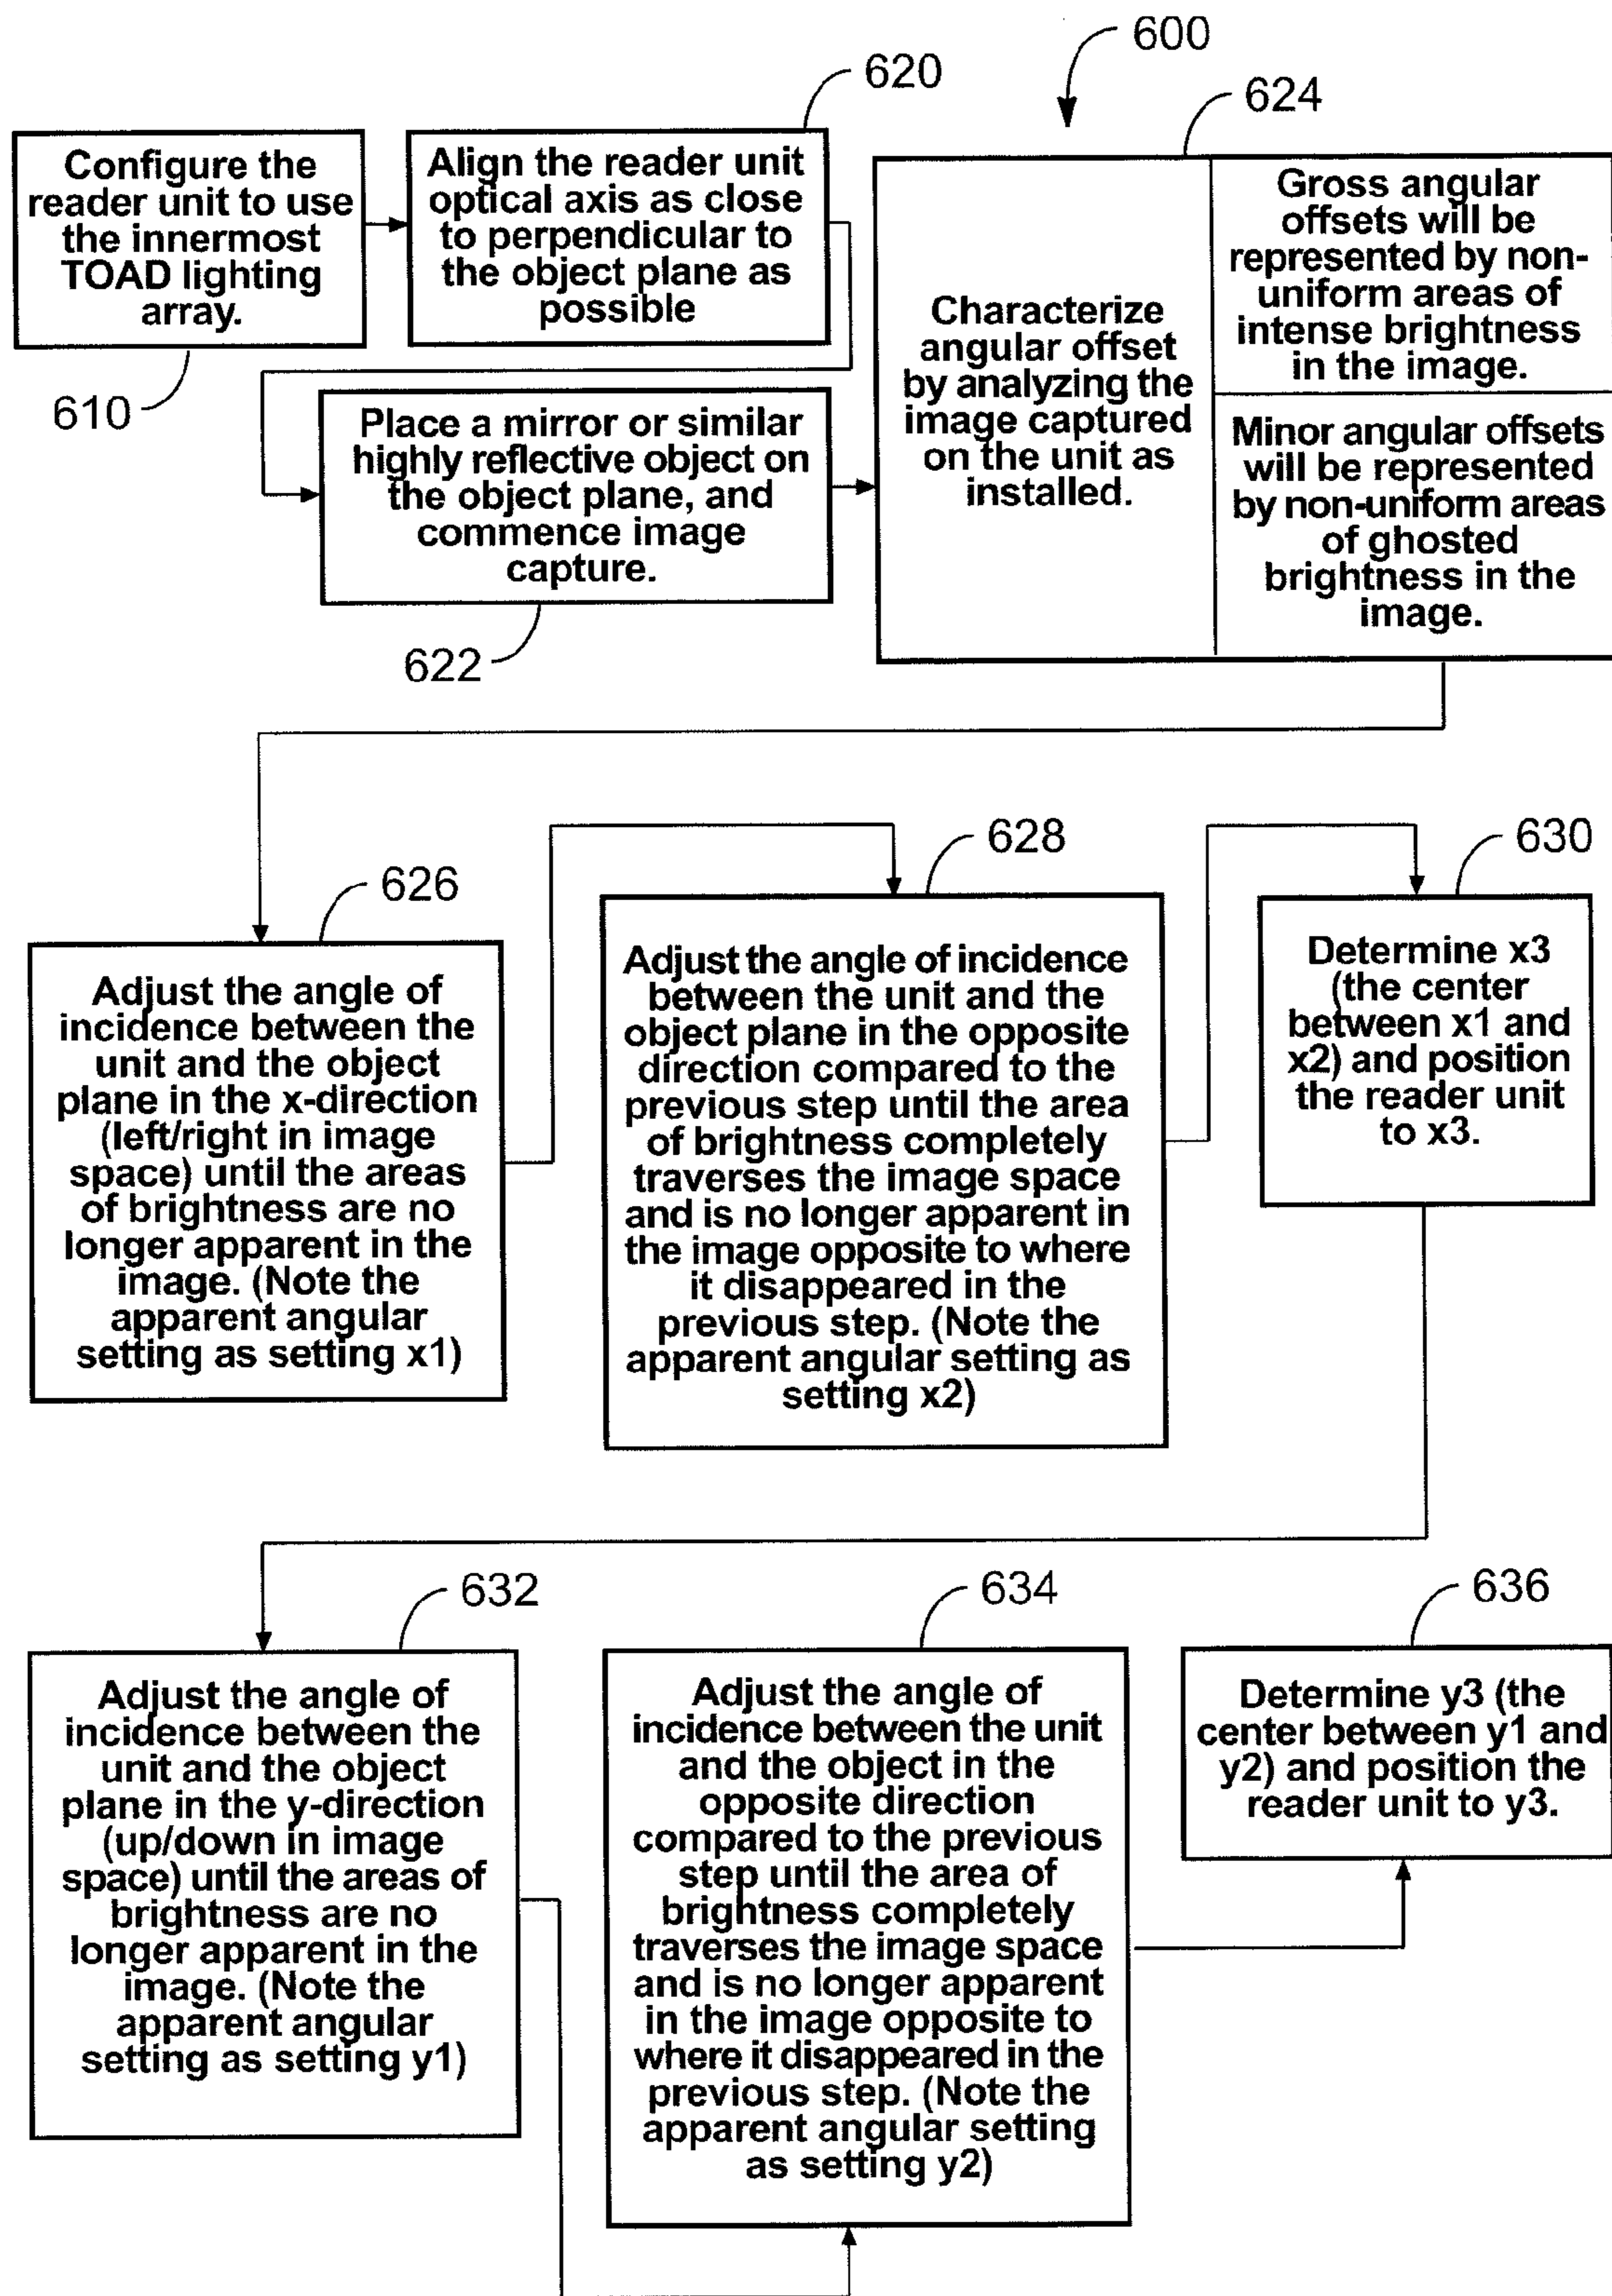 600
620
624
Configure the
reader unit to use
the innermost
TOAD lighting
array.
610
Align the reader unit
optical axis as close
to perpendicular to
the object plane as
possible
Place a mirror or similar
highly reflective object on
the object plane, and
commence image
capture.
622
Characterize
angular offset
by analyzing the
image captured
on the unit as
installed.
Gross angular
offsets will be
represented by non-
uniform areas of
intense brightness
in the image.
Minor angular offsets
will be represented
by non-uniform areas
of ghosted
brightness in the
image.
626
Adjust the angle of
incidence between the
unit and the object
plane in the x-direction
(left/right in image
space) until the areas
of brightness are no
longer apparent in the
image. (Note the
apparent angular
setting as setting x1)
628
Adjust the angle of incidence
between the unit and the
object plane in the opposite
direction compared to the
previous step until the area
of brightness completely
traverses the image space
and is no longer apparent in
the image opposite to where
it disappeared in the
previous step. (Note the
apparent angular setting as
setting x2)
630
Determine x3
(the center
between x1 and
x2) and position
the reader unit
to x3.
632
Adjust the angle of
incidence between the
unit and the object
plane in the y-direction
(up/down in image
space) until the areas of
brightness are no
longer apparent in the
image. (Note the
apparent angular
setting as setting y1)
634
Adjust the angle of
incidence between the unit
and the object in the
opposite direction
compared to the previous
step until the area of
brightness completely
traverses the image space
and is no longer apparent
in the image opposite to
where it disappeared in the
previous step. (Note the
apparent angular setting
as setting y2)
636
Determine y3 (the
center between y1 and
y2) and position the
reader unit to y3.